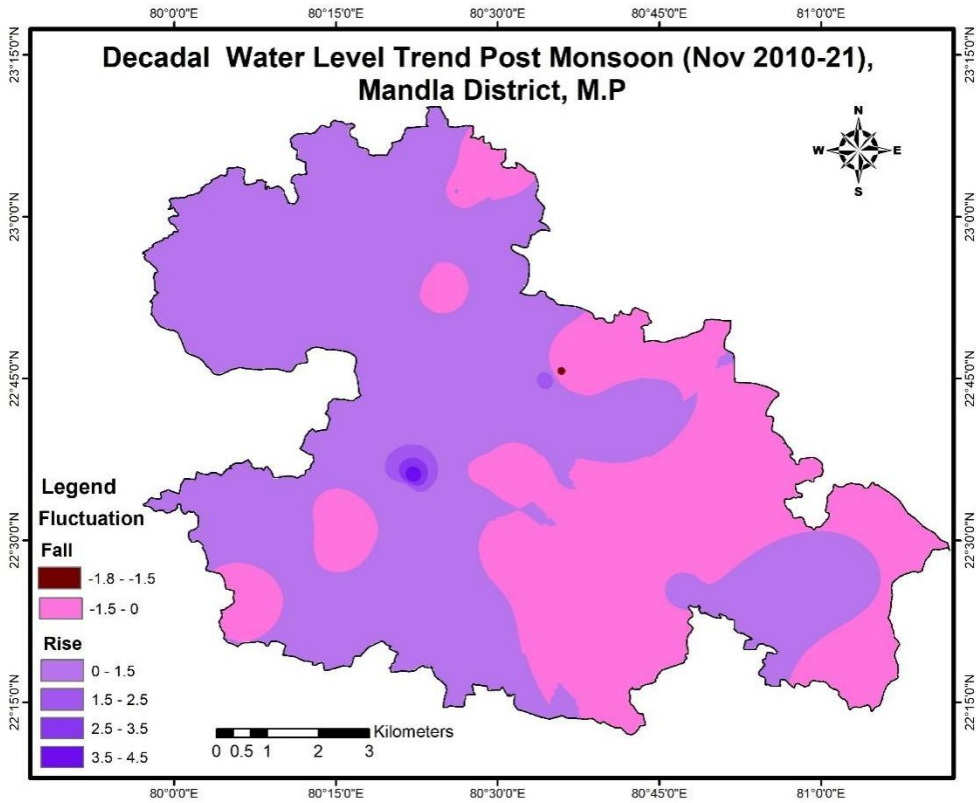 80°0'0"E 80°15'0"E 80°30'0"E 80°45'0"E 81°0'0"E
Decadal Water Level Trend Post Monsoon (Nov 2010-21),
Mandla District, M.P
N
W E
S
23°15'0"N 23°15'0"N
23°0'0"N 23°0'0"N
22°45'0"N 22°45'0"N
22°30'0"N 22°30'0"N
22°15'0"N 22°15'0"N
Legend
Fluctuation
Fall
-1.8 - -1.5
-1.5 - 0
Rise
0 - 1.5
1.5 - 2.5
2.5 - 3.5
3.5 - 4.5
Kilometers
0 0.5 1 2 3
80°0'0"E 80°15'0"E 80°30'0"E 80°45'0"E 81°0'0"E